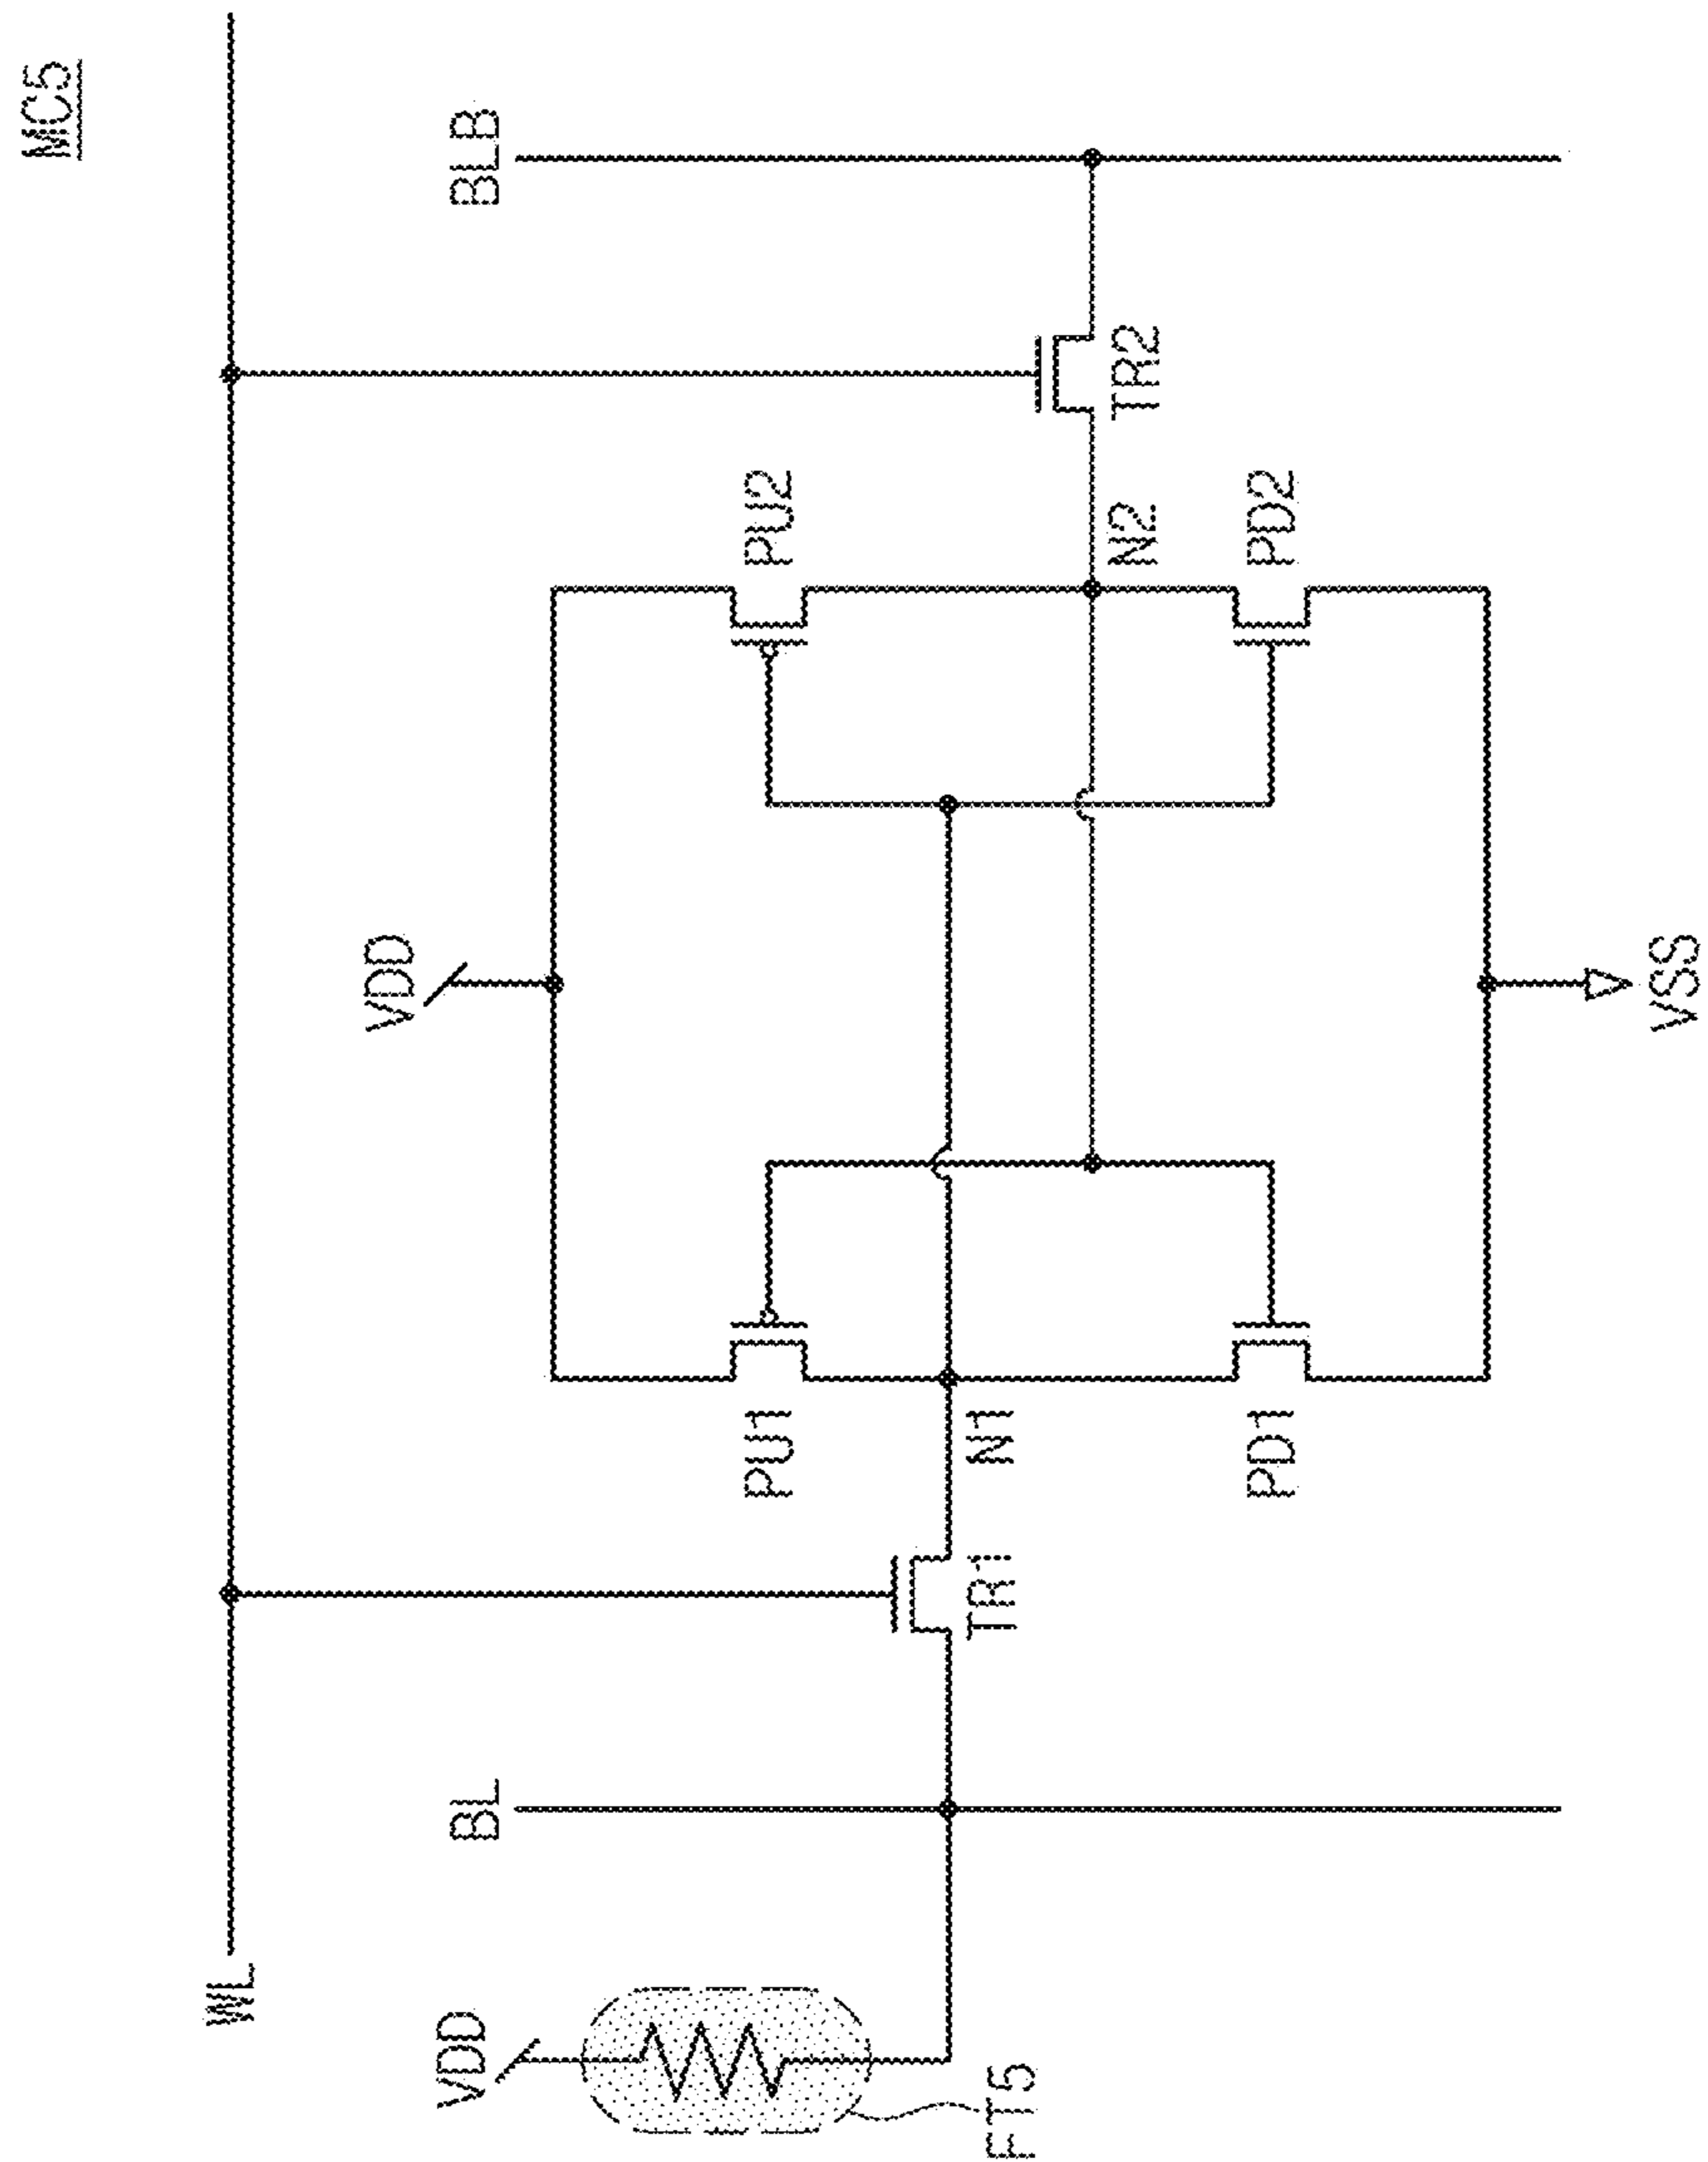 MC5
WL
BL
BLB
VDD
VDD
FT5
TR1
N1
PU1
PD1
PU2
PD2
N2
TR2
VSS